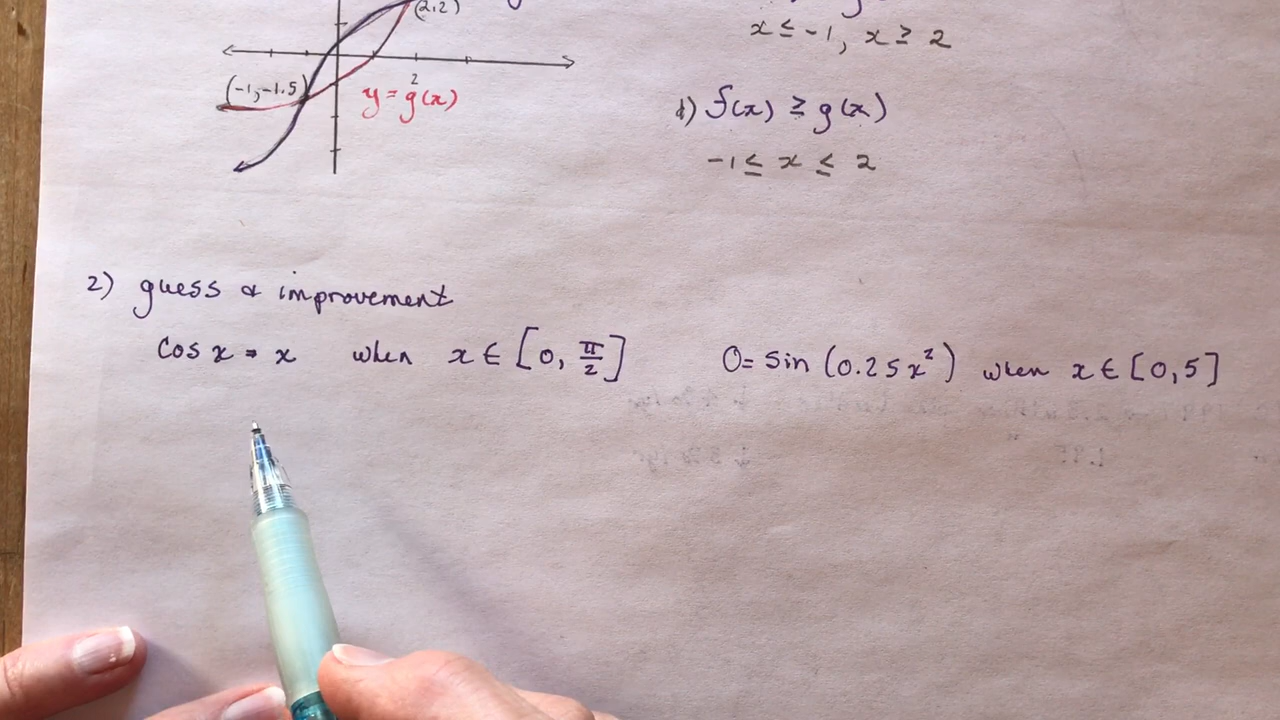 (2,2)
x ≤ -1, x ≥ 2
(-1,-1.5)
2
y = g(x)
d) f(x) ≥ g(x)
-1 ≤ x ≤ 2
2) guess & improvement
cos x = x when x ∈ [0, π/2]
0 = sin (0.25x²) when x ∈ [0,5]